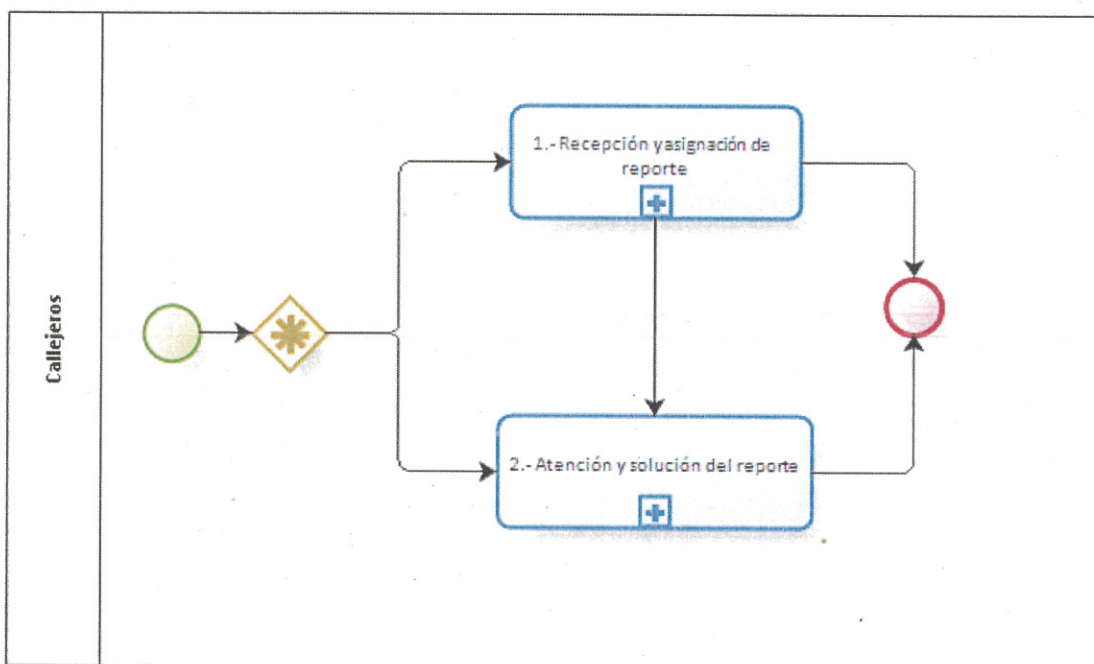 Callejeros
1.- Recepción yasignación de
reporte
2.- Atención y solución del reporte